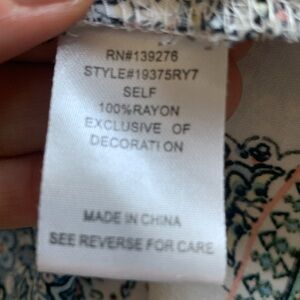 RN#139276
STYLE#19375RY7
SELF
100%RAYON
EXCLUSIVE OF
DECORATION
MADE IN CHINA
SEE REVERSE FOR CARE